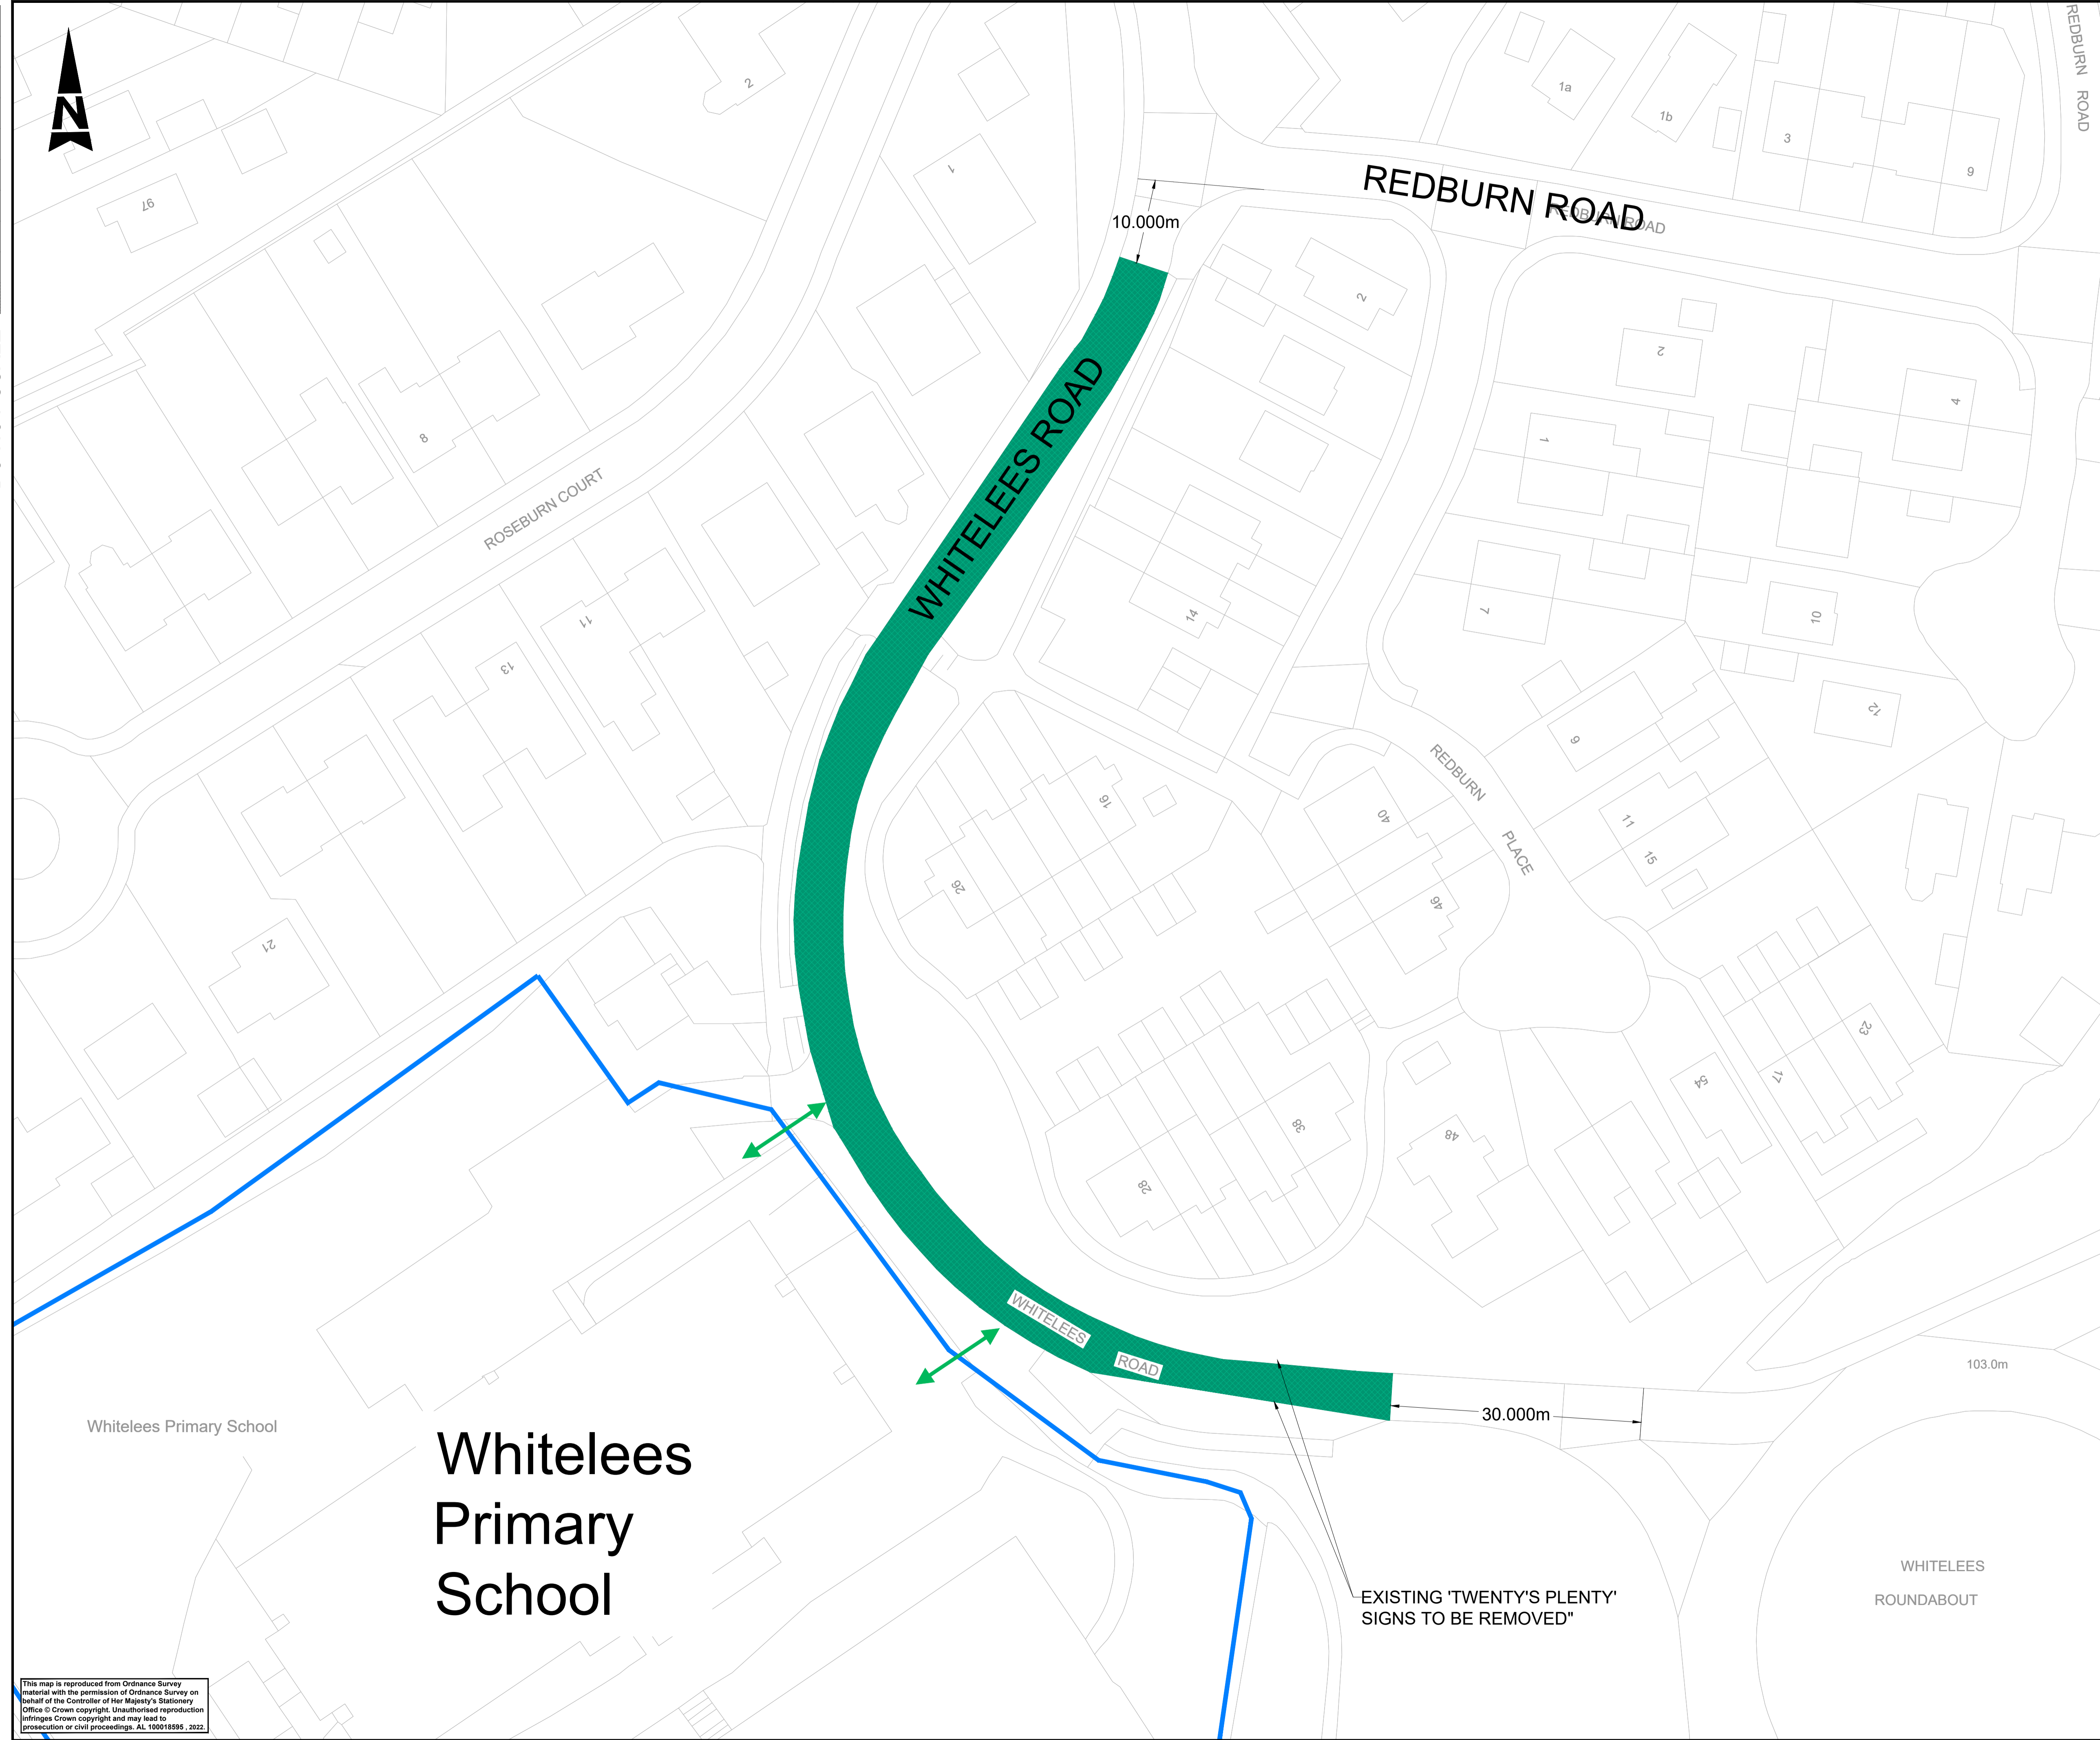 N
REDBURN ROAD
1a
1b
3
9
2
97
1
REDBURN ROAD
REDBURN ROAD
10.000m
2
2
4
1
8
WHITELEES ROAD
ROSEBURN COURT
14
7
10
11
13
12
9
REDBURN
PLACE
16
40
11
15
26
46
21
23
17
54
38
48
28
WHITELEES
ROAD
103.0m
30.000m
Whitelees Primary School
Whitelees
Primary
School
EXISTING 'TWENTY'S PLENTY'
SIGNS TO BE REMOVED"
WHITELEES
ROUNDABOUT
This map is reproduced from Ordnance Survey
material with the permission of Ordnance Survey on
behalf of the Controller of Her Majesty's Stationery
Office © Crown copyright. Unauthorised reproduction
infringes Crown copyright and may lead to
prosecution or civil proceedings. AL 100018595 , 2022.